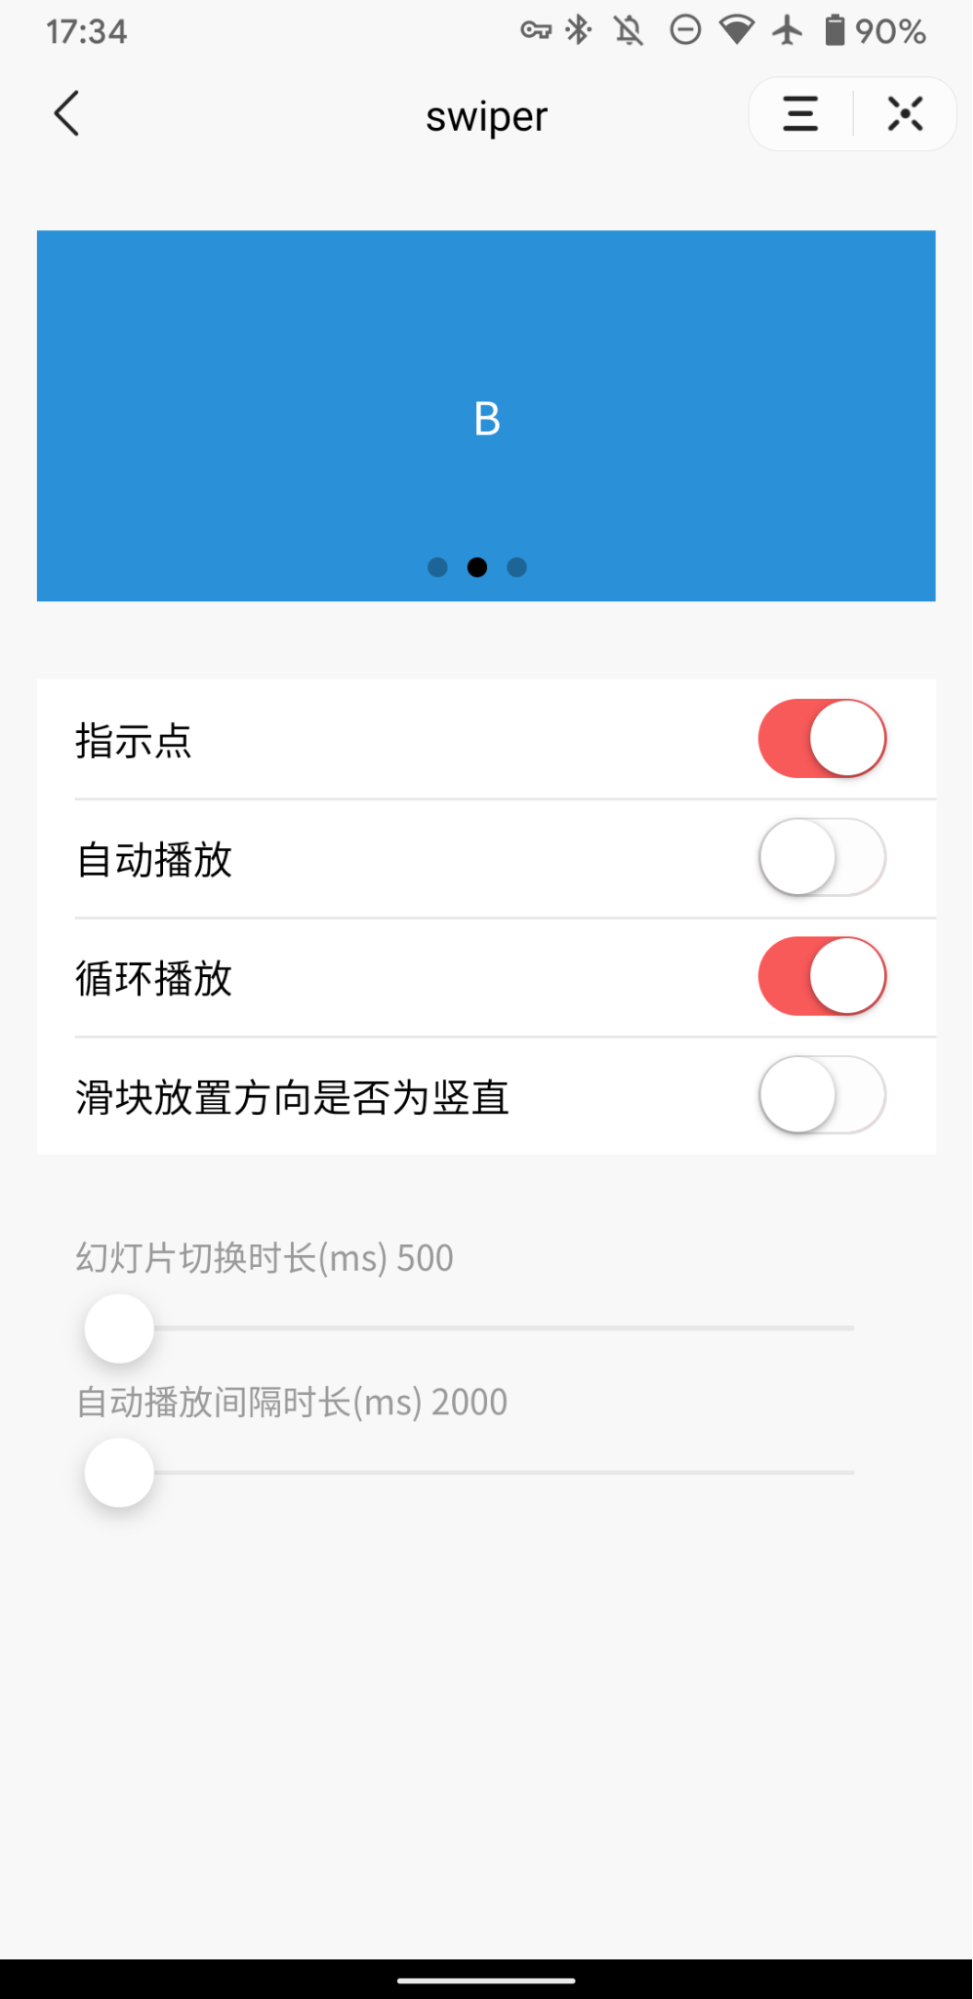 17:34
90%
swiper
B
指示点
自动播放
循环播放
滑块放置方向是否为竖直
幻灯片切换时长(ms) 500
自动播放间隔时长(ms) 2000